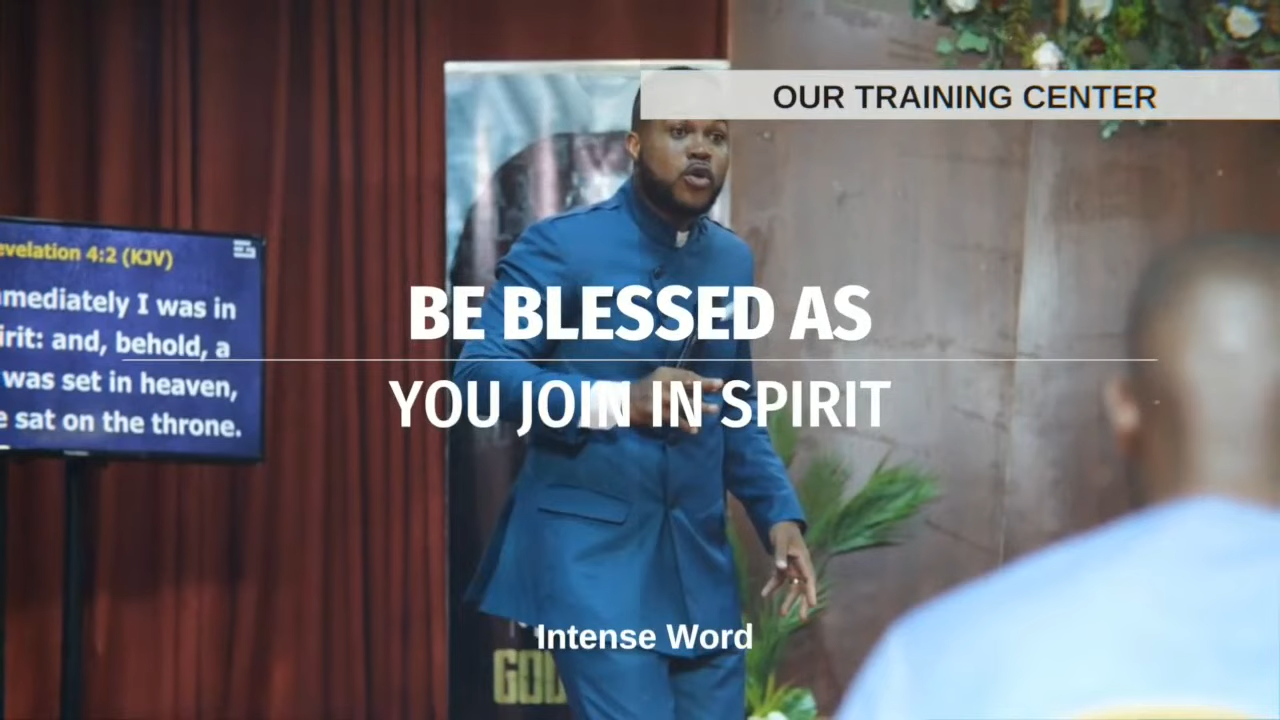 OUR TRAINING CENTER
evelation 4:2 (KJV)
mediately I was in
irit: and, behold, a
was set in heaven,
sat on the throne.
BE BLESSED AS
YOU JOIN IN SPIRIT
Intense Word
GOD